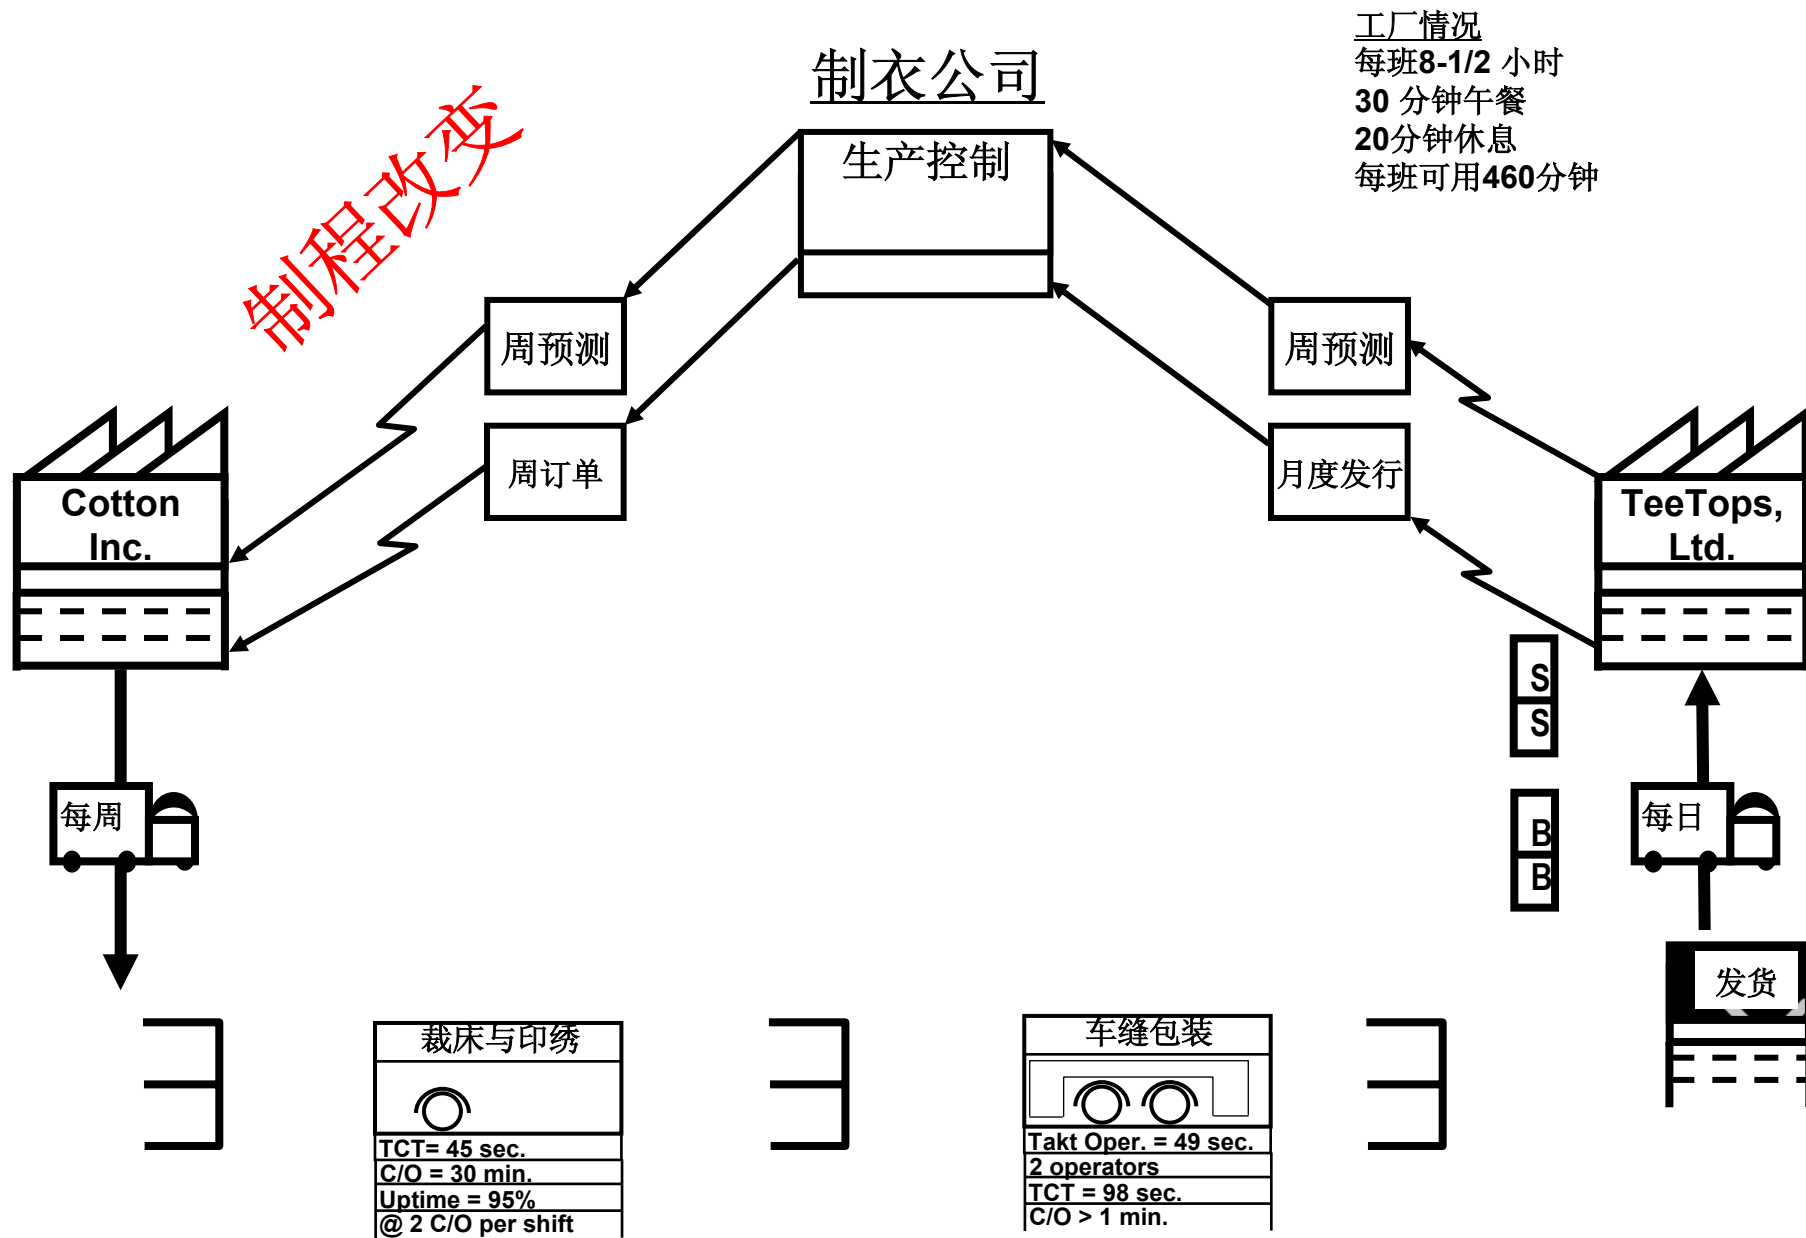 工厂情况
每班8-1/2 小时
30 分钟午餐
20分钟休息
每班可用460分钟
制衣公司
制程改变
生产控制
周预测
周订单
周预测
月度发行
Cotton
Inc.
TeeTops,
Ltd.
S
S
B
B
每周
每日
发货
裁床与印绣
TCT= 45 sec.
C/O = 30 min.
Uptime = 95%
@ 2 C/O per shift
车缝包装
Takt Oper. = 49 sec.
2 operators
TCT = 98 sec.
C/O > 1 min.